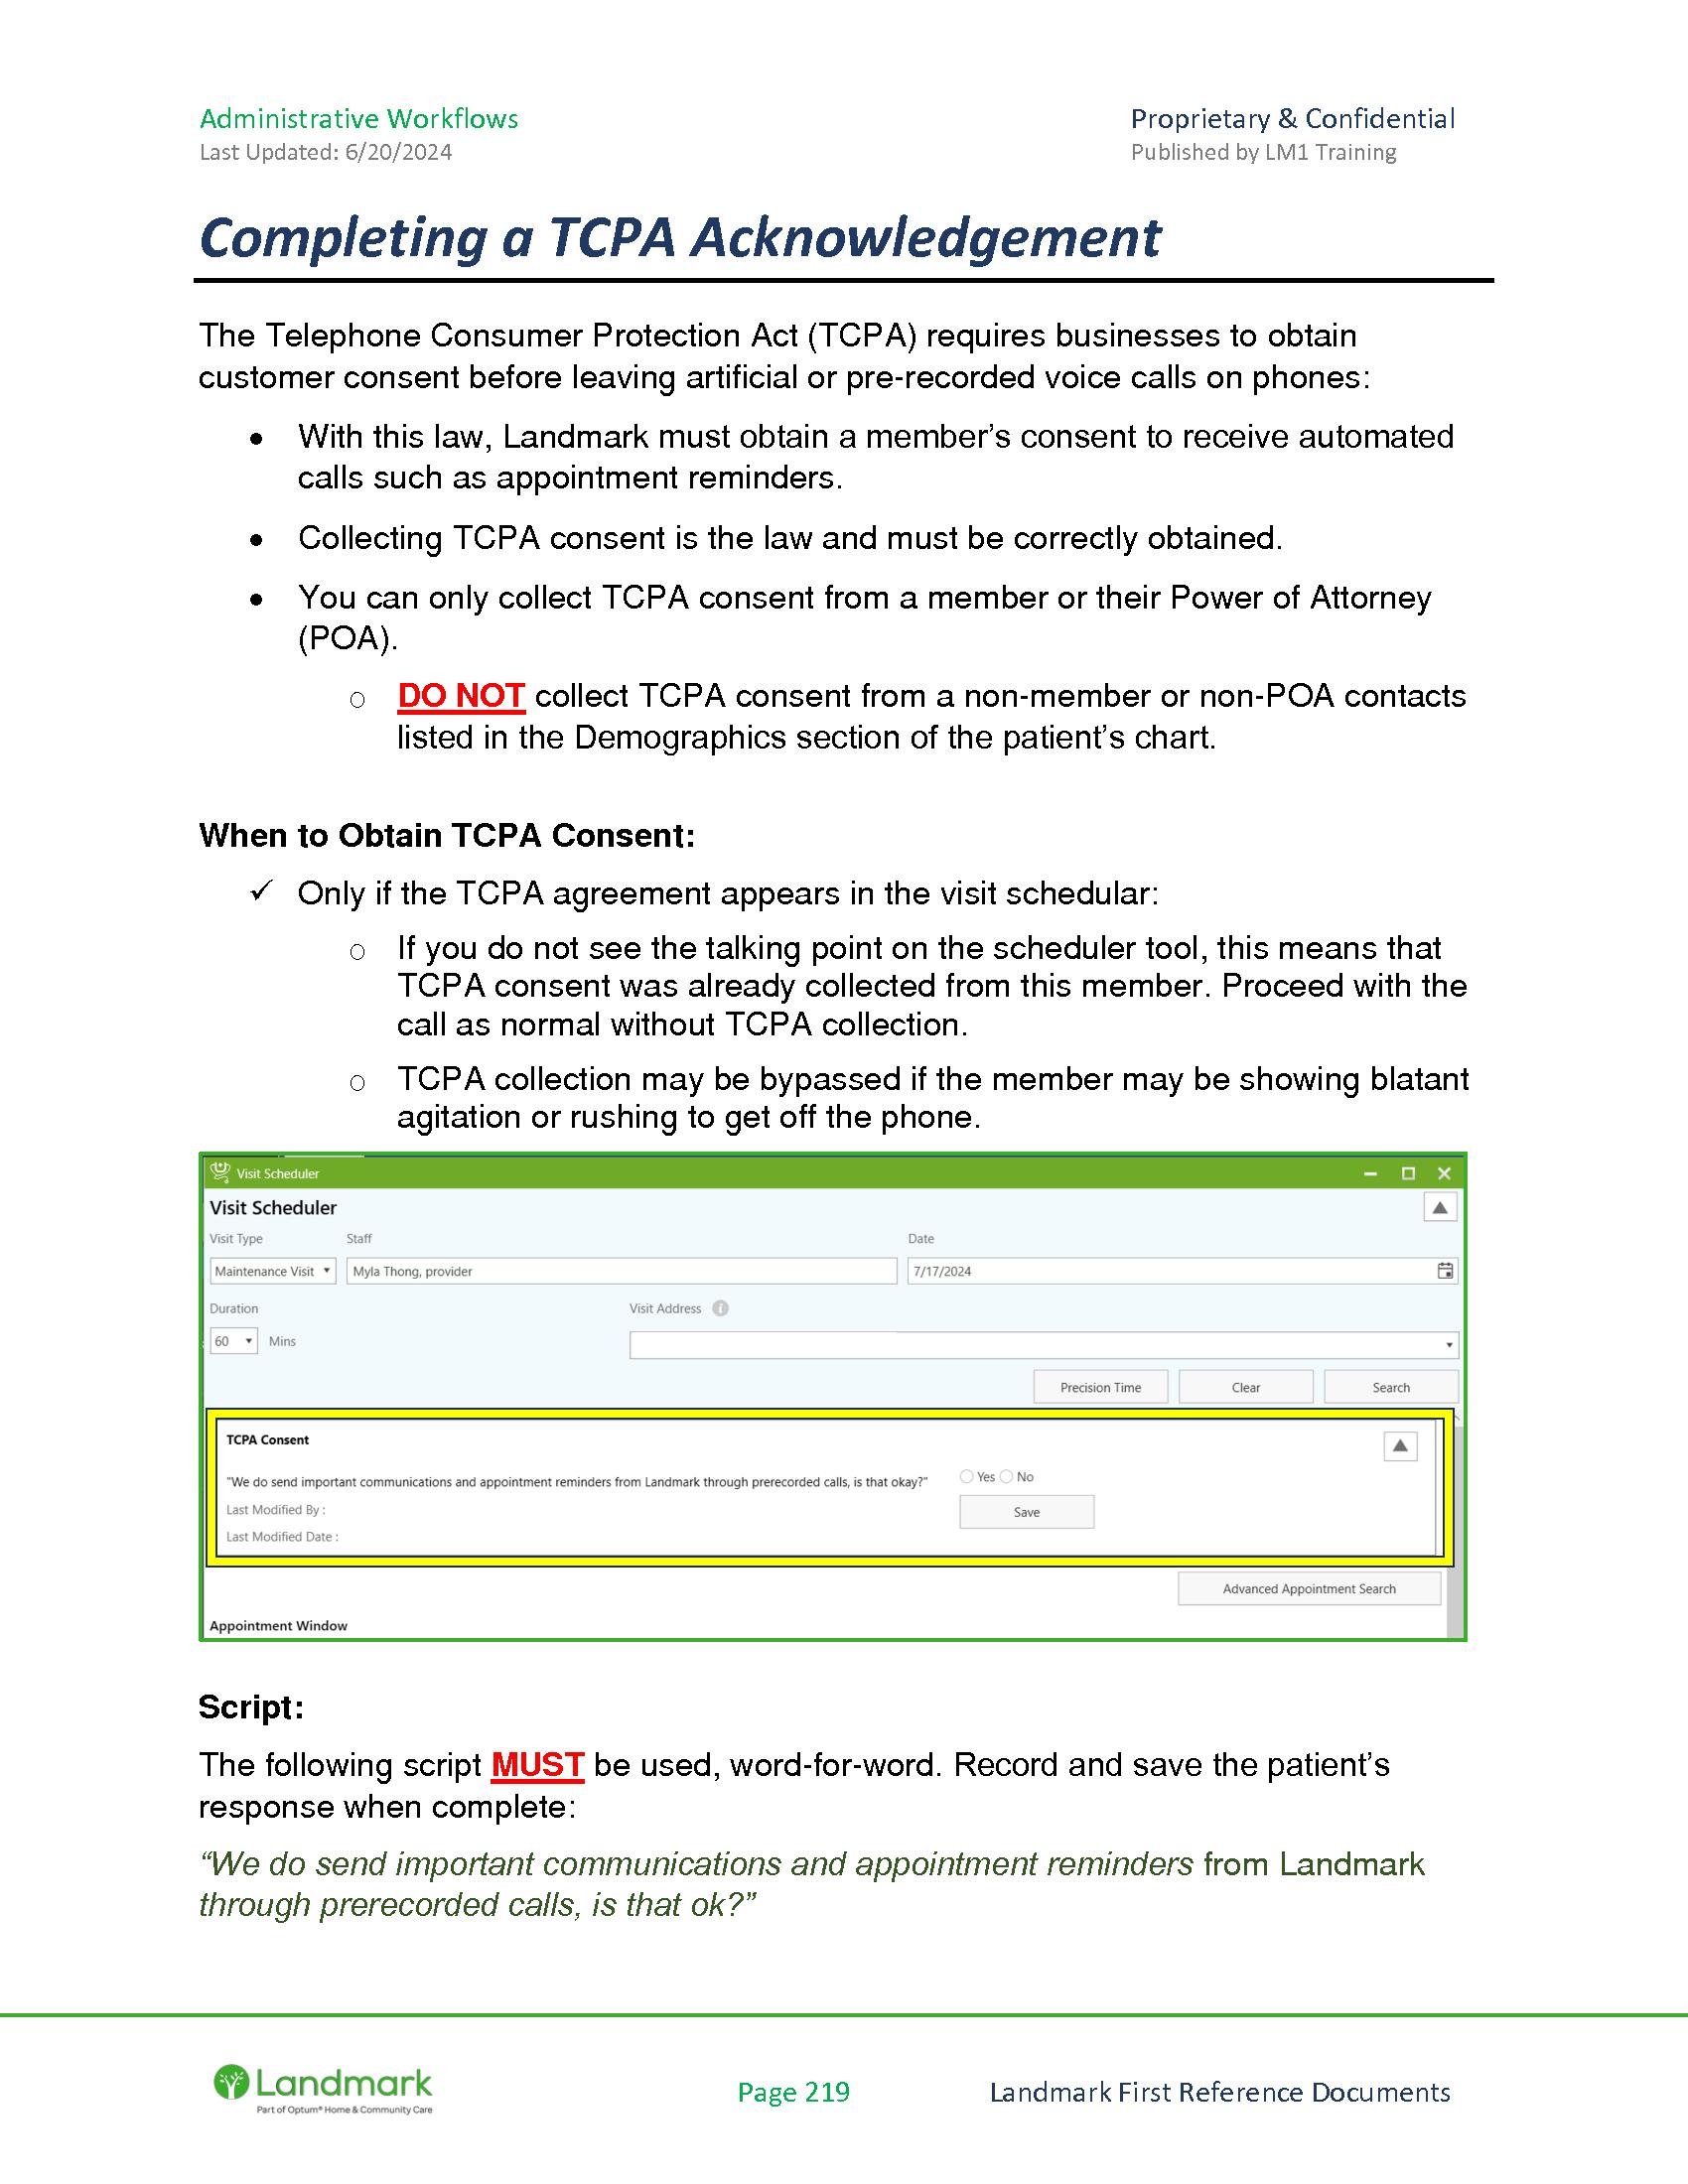 Administrative Workflows
Proprietary & Confidential
Last Updated: 6/20/2024
Published by LM1 Training
Completing a TCPA Acknowledgement
The Telephone Consumer Protection Act (TCPA) requires businesses to obtain
customer consent before leaving artificial or pre-recorded voice calls on phones:
• With this law, Landmark must obtain a member’s consent to receive automated
calls such as appointment reminders.
• Collecting TCPA consent is the law and must be correctly obtained.
• You can only collect TCPA consent from a member or their Power of Attorney
(POA).
o DO NOT collect TCPA consent from a non-member or non-POA contacts
listed in the Demographics section of the patient’s chart.
When to Obtain TCPA Consent:
✓ Only if the TCPA agreement appears in the visit schedular:
o If you do not see the talking point on the scheduler tool, this means that
TCPA consent was already collected from this member. Proceed with the
call as normal without TCPA collection.
o TCPA collection may be bypassed if the member may be showing blatant
agitation or rushing to get off the phone.
Visit Scheduler
Visit Scheduler
Visit Type Staff Date
Maintenance Visit Myla Thong, provider 7/17/2024
Duration Visit Address
60 Mins
Precision Time Clear Search
TCPA Consent
"We do send important communications and appointment reminders from Landmark through prerecorded calls, is that okay?" Yes No
Last Modified By :
Save
Last Modified Date :
Advanced Appointment Search
Appointment Window
Script:
The following script MUST be used, word-for-word. Record and save the patient’s
response when complete:
“We do send important communications and appointment reminders from Landmark
through prerecorded calls, is that ok?”
Landmark
Part of Optum® Home & Community Care
Page 219
Landmark First Reference Documents